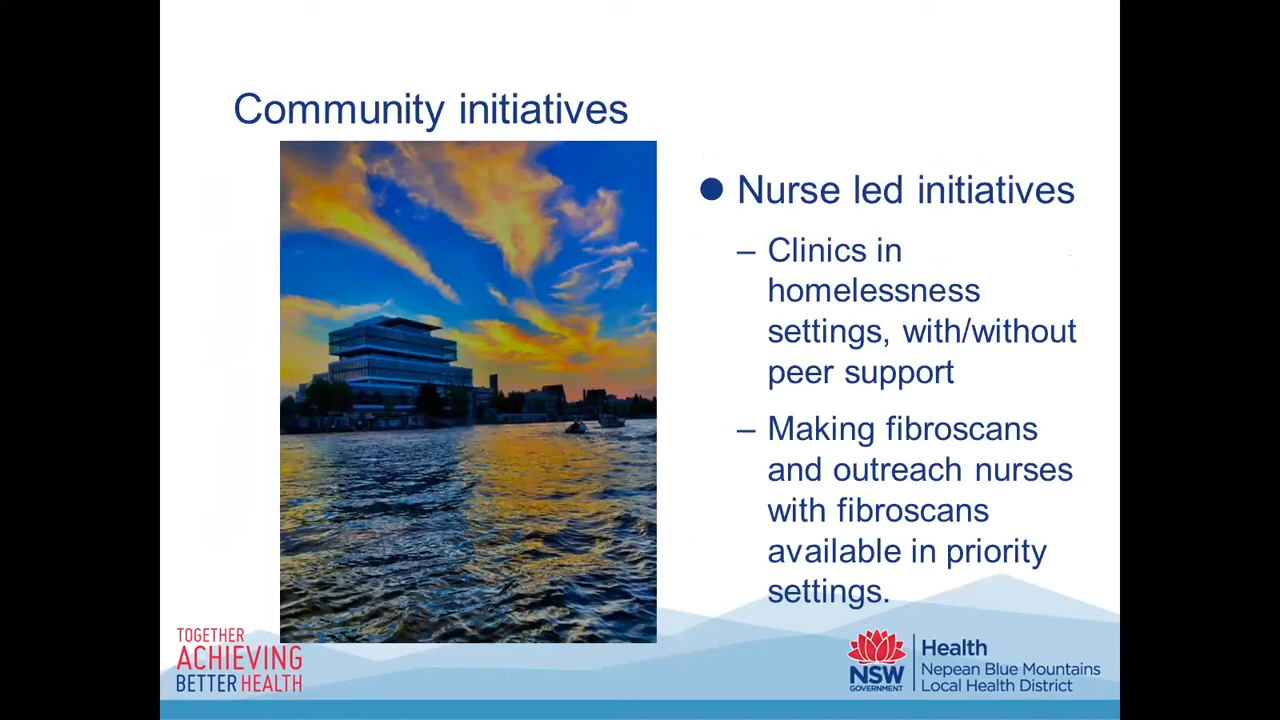 Community initiatives
Nurse led initiatives
– Clinics in
homelessness
settings, with/without
peer support
– Making fibroscans
and outreach nurses
with fibroscans
available in priority
settings.
TOGETHER
ACHIEVING
BETTER HEALTH
NSW
GOVERNMENT
Health
Nepean Blue Mountains
Local Health District